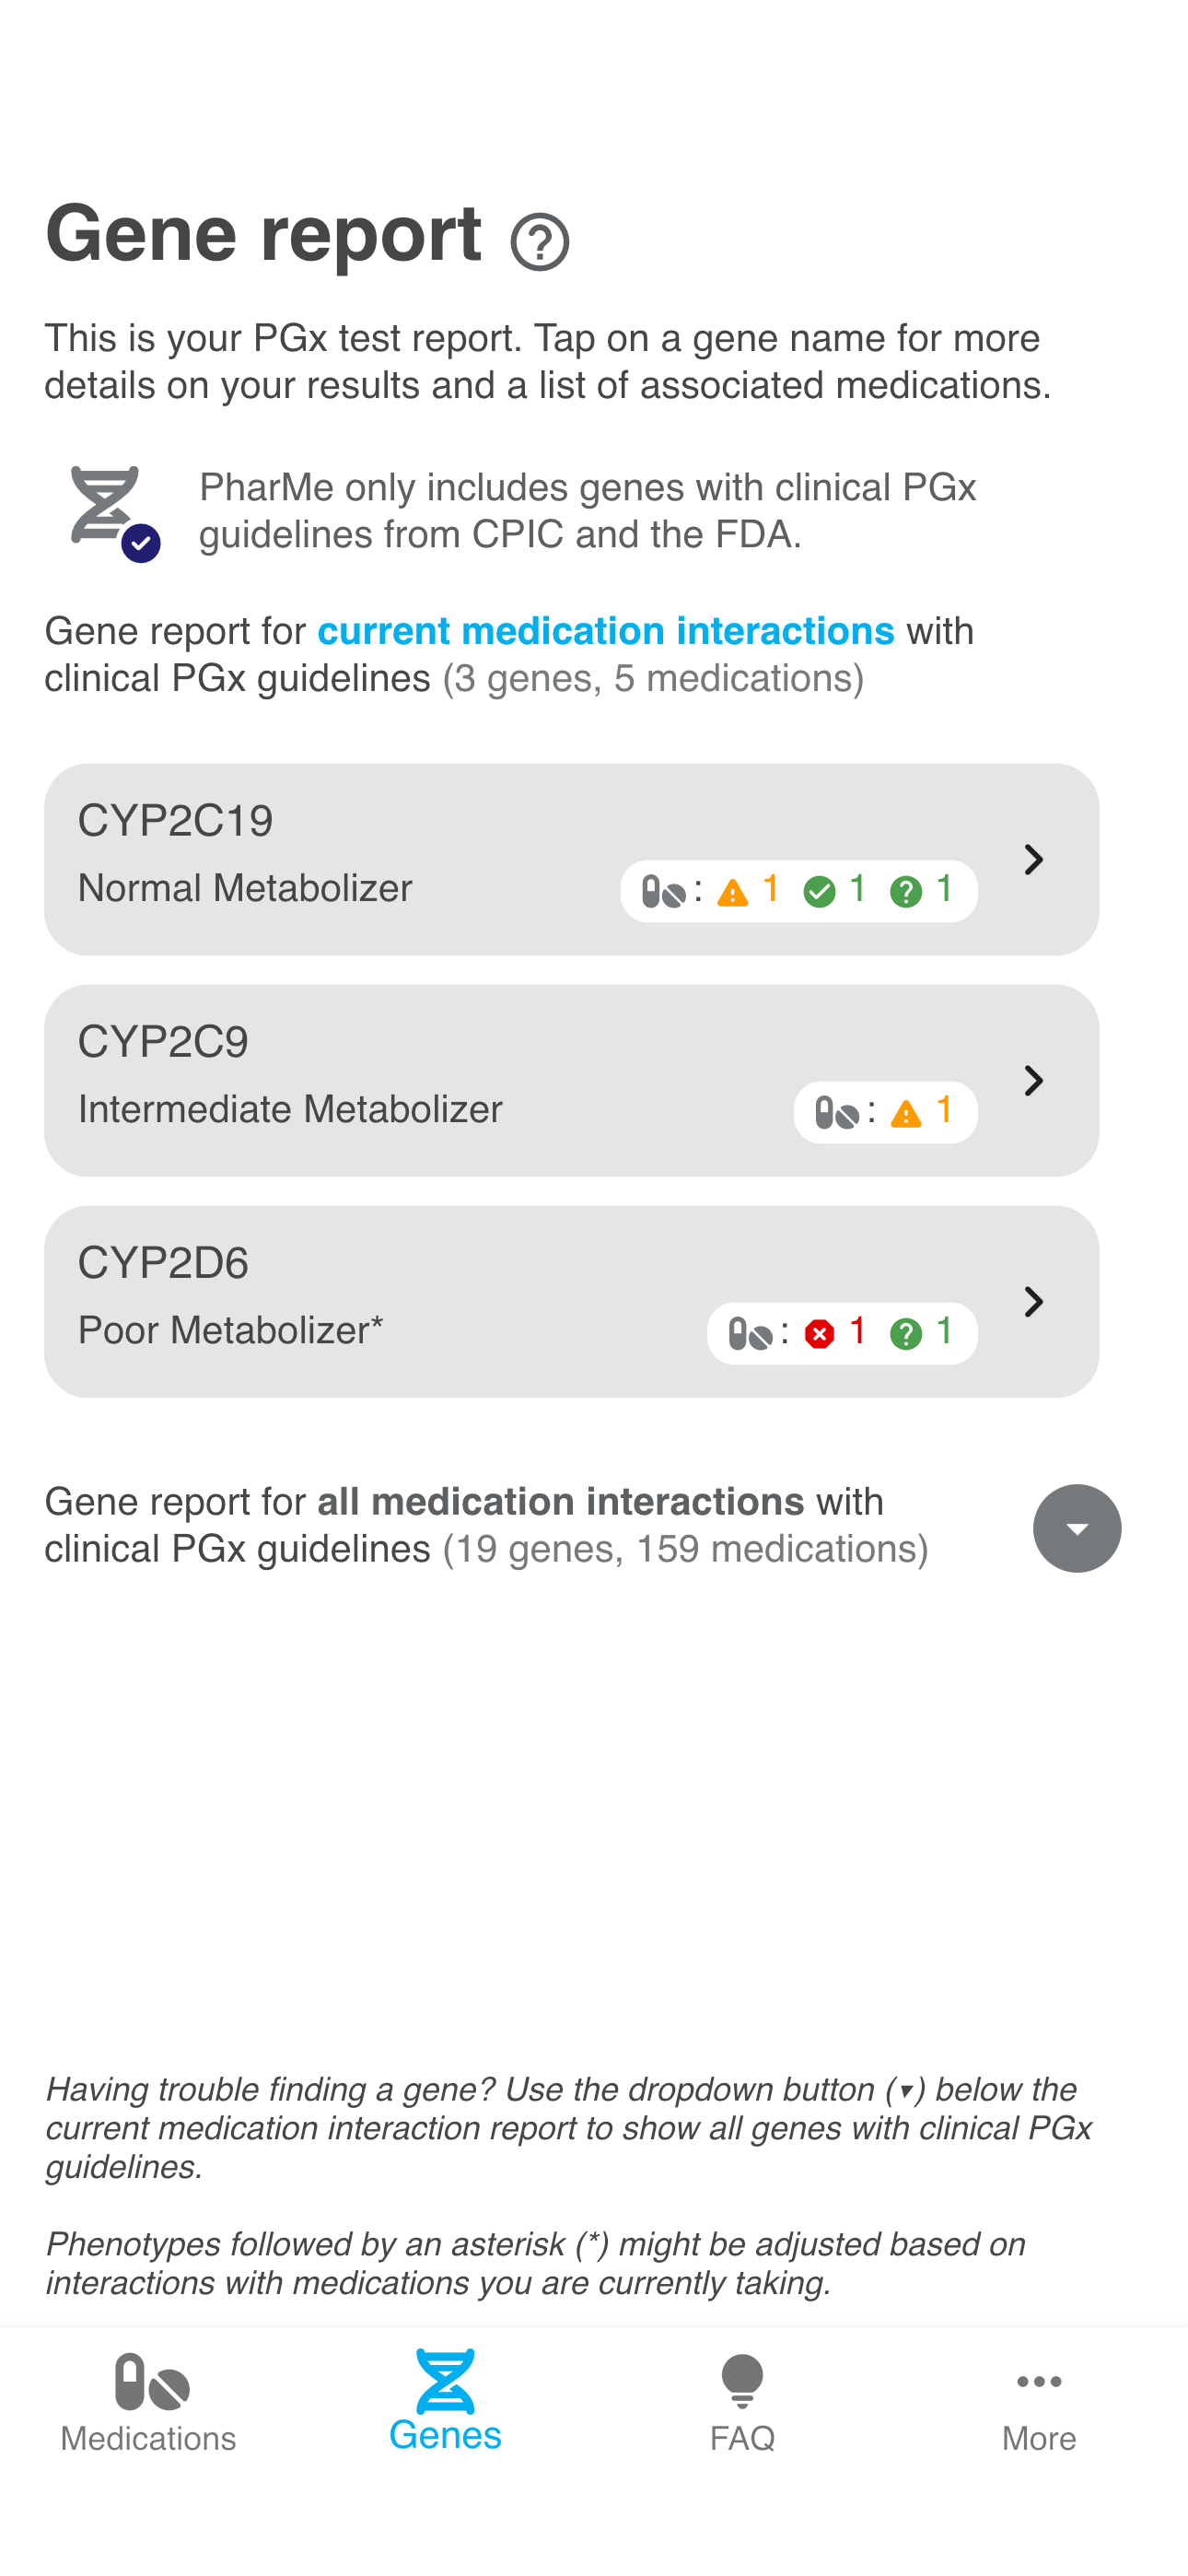 Gene report ?
This is your PGx test report. Tap on a gene name for more
details on your results and a list of associated medications.
PharMe only includes genes with clinical PGx
guidelines from CPIC and the FDA.
Gene report for current medication interactions with
clinical PGx guidelines (3 genes, 5 medications)
CYP2C19
Normal Metabolizer
: ! 1 1 ? 1
CYP2C9
Intermediate Metabolizer
: ! 1
CYP2D6
Poor Metabolizer*
: 1 ? 1
Gene report for all medication interactions with
clinical PGx guidelines (19 genes, 159 medications)
Having trouble finding a gene? Use the dropdown button (▾) below the
current medication interaction report to show all genes with clinical PGx
guidelines.
Phenotypes followed by an asterisk (*) might be adjusted based on
interactions with medications you are currently taking.
Medications
Genes
FAQ
More